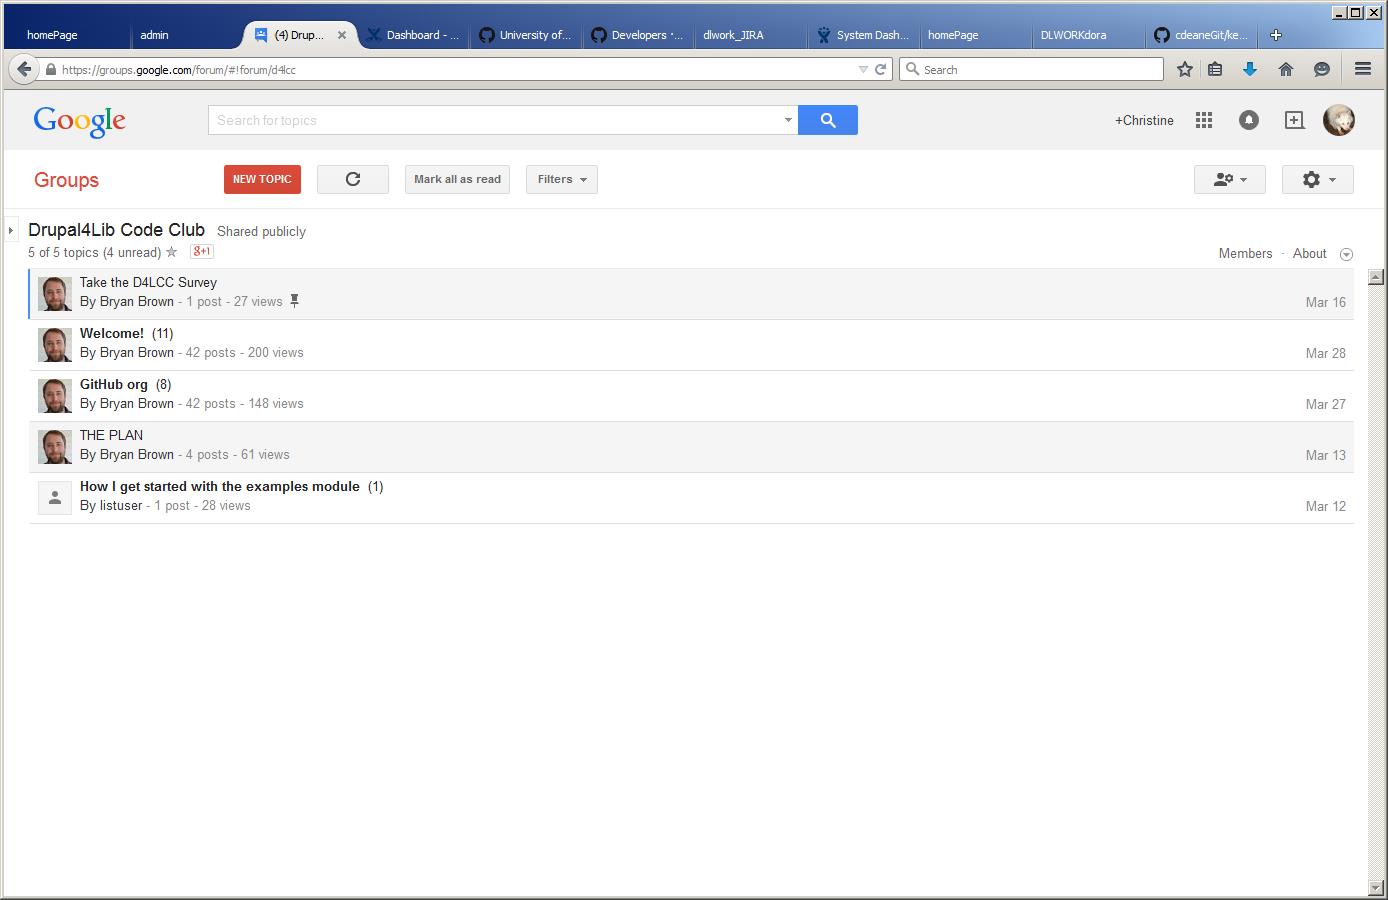 homePage
admin
(4) Drup...
Dashboard - ...
University of...
Developers · ...
dlwork_JIRA
System Dash...
homePage
DLWORKdora
cdeaneGit/ke...
https://groups.google.com/forum/#!forum/d4lcc
Search
Google
Search for topics
+Christine
Groups
NEW TOPIC
Mark all as read
Filters
Drupal4Lib Code Club Shared publicly
5 of 5 topics (4 unread)
g+1
Members - About
Take the D4LCC Survey
By Bryan Brown - 1 post - 27 views
Mar 16
Welcome! (11)
By Bryan Brown - 42 posts - 200 views
Mar 28
GitHub org (8)
By Bryan Brown - 42 posts - 148 views
Mar 27
THE PLAN
By Bryan Brown - 4 posts - 61 views
Mar 13
How I get started with the examples module (1)
By listuser - 1 post - 28 views
Mar 12